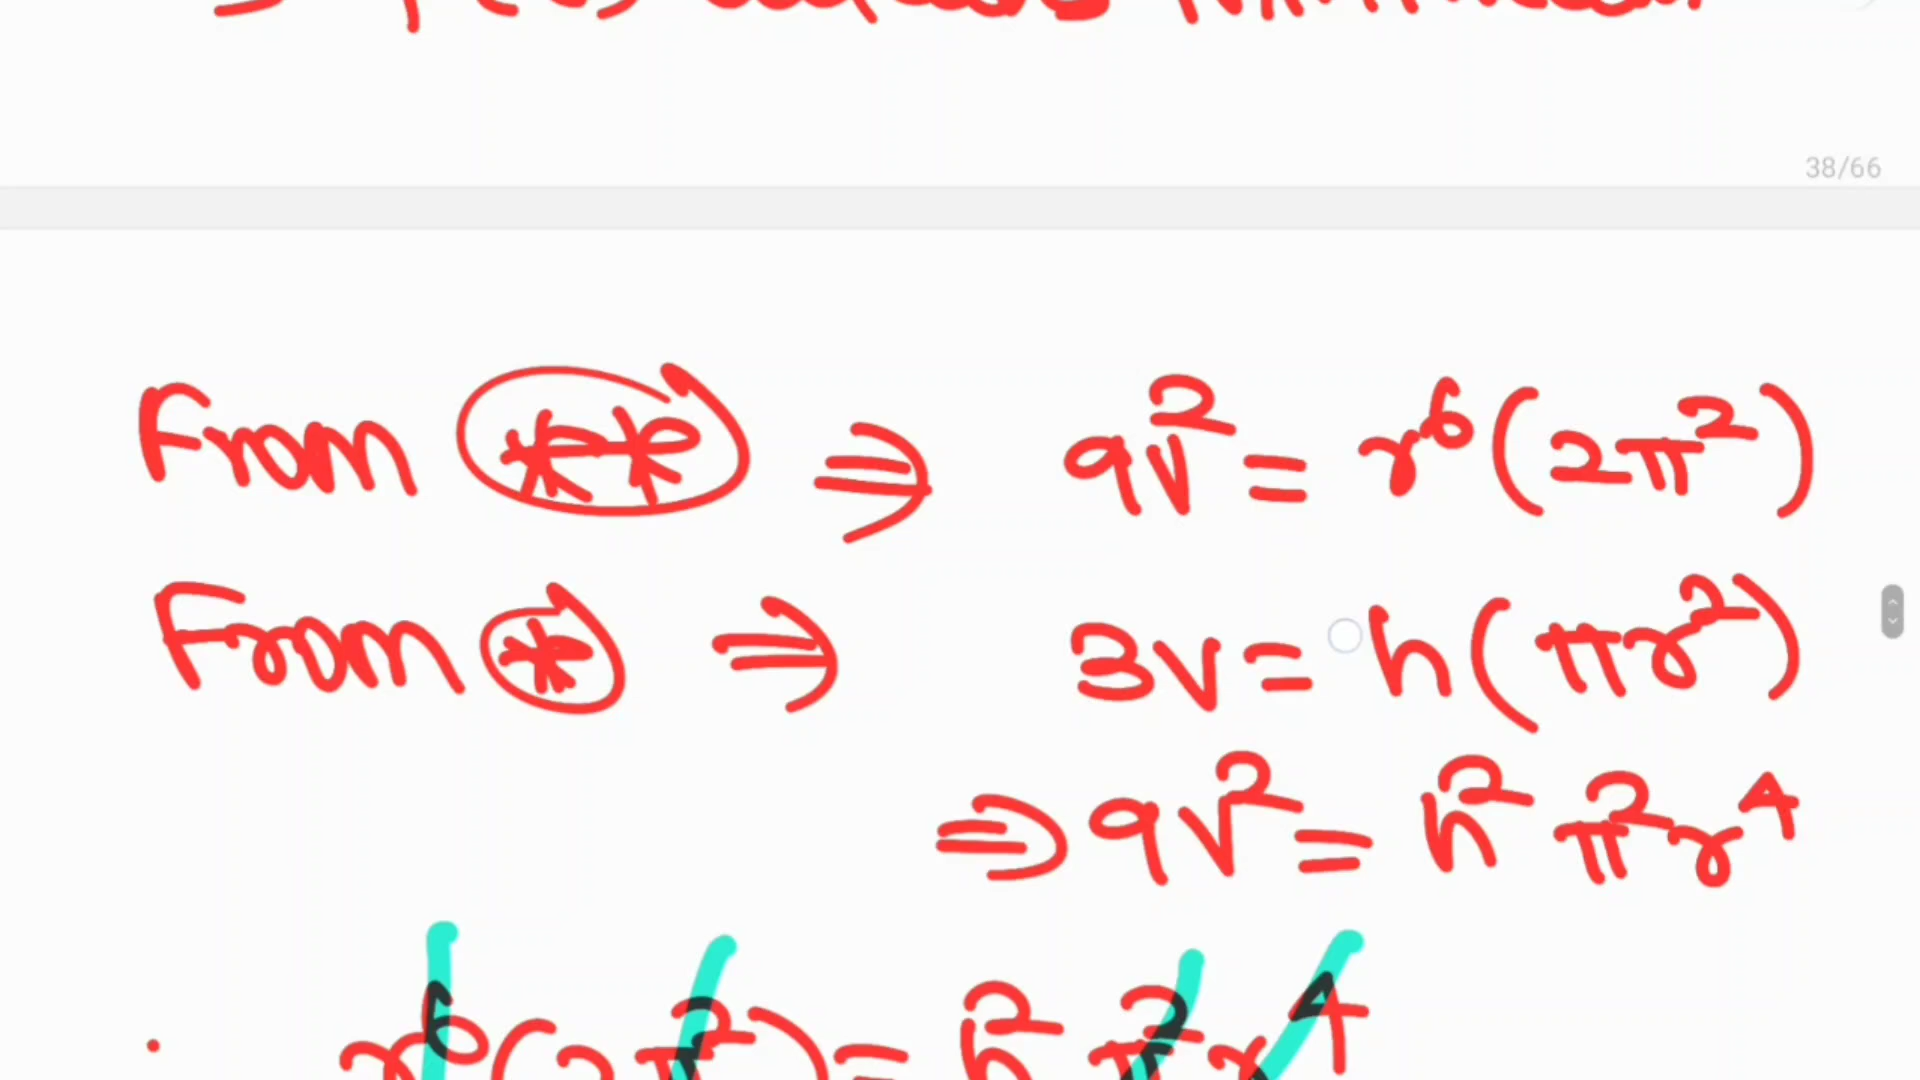 38/66
From ** ⇒ 9v² = r⁶(2π²)
From * ⇒ 3v = h(πr²)
⇒ 9v² = h²π²r⁴
r⁶(2π²) = h²π²r⁴